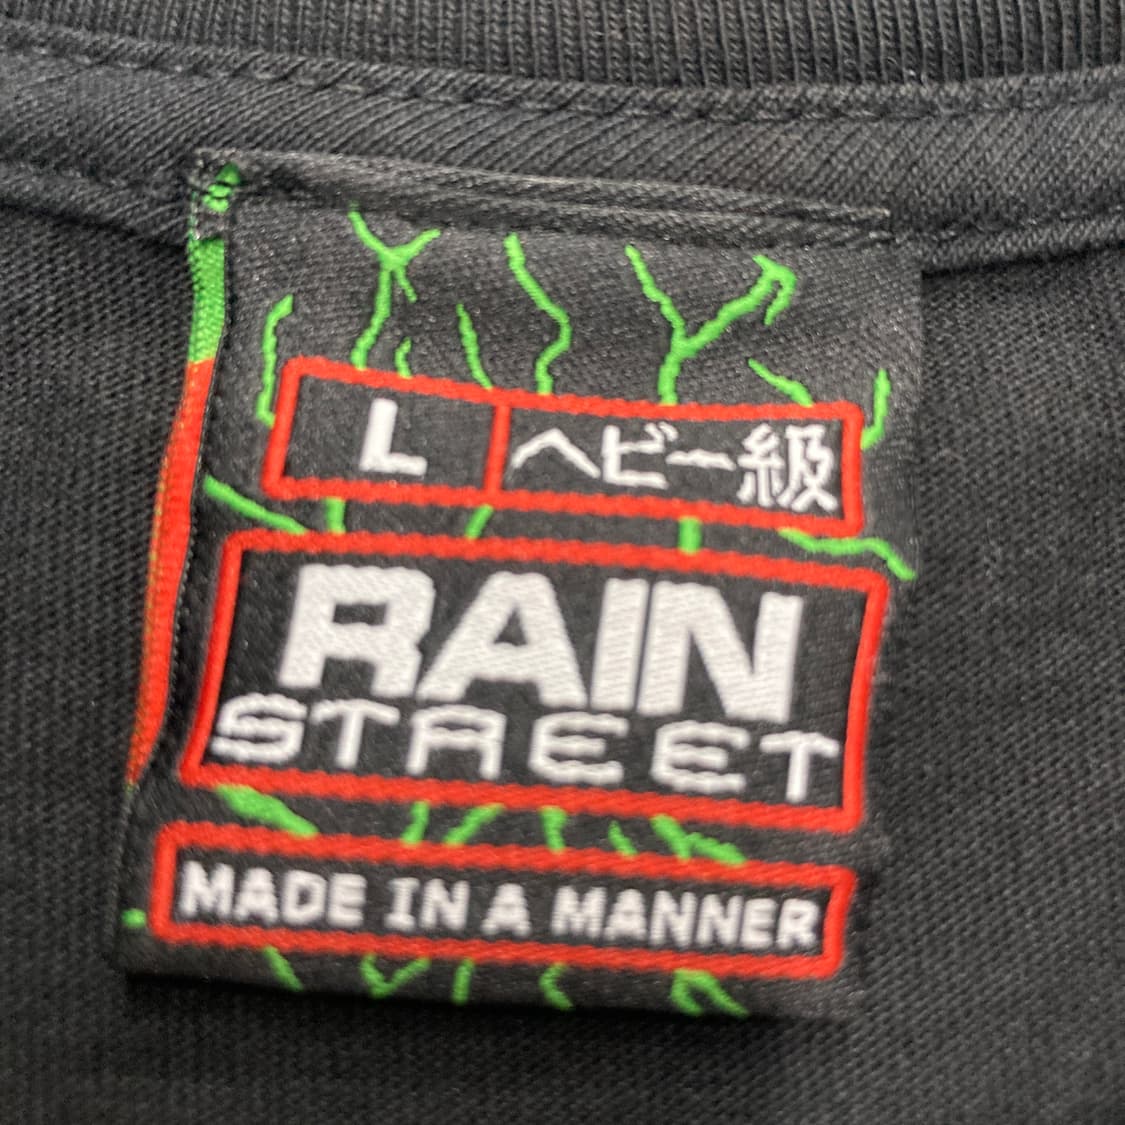 L ヘビー級
RAIN
STREET
MADE IN A MANNER